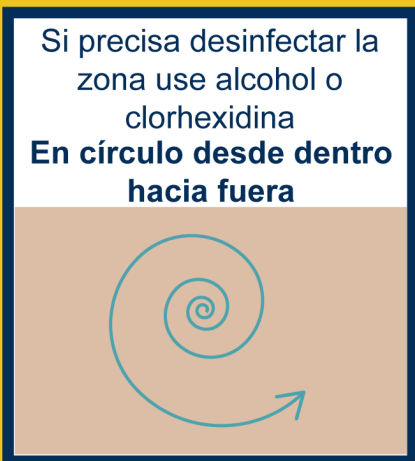 Si precisa desinfectar la
zona use alcohol o
clorhexidina
En círculo desde dentro
hacia fuera